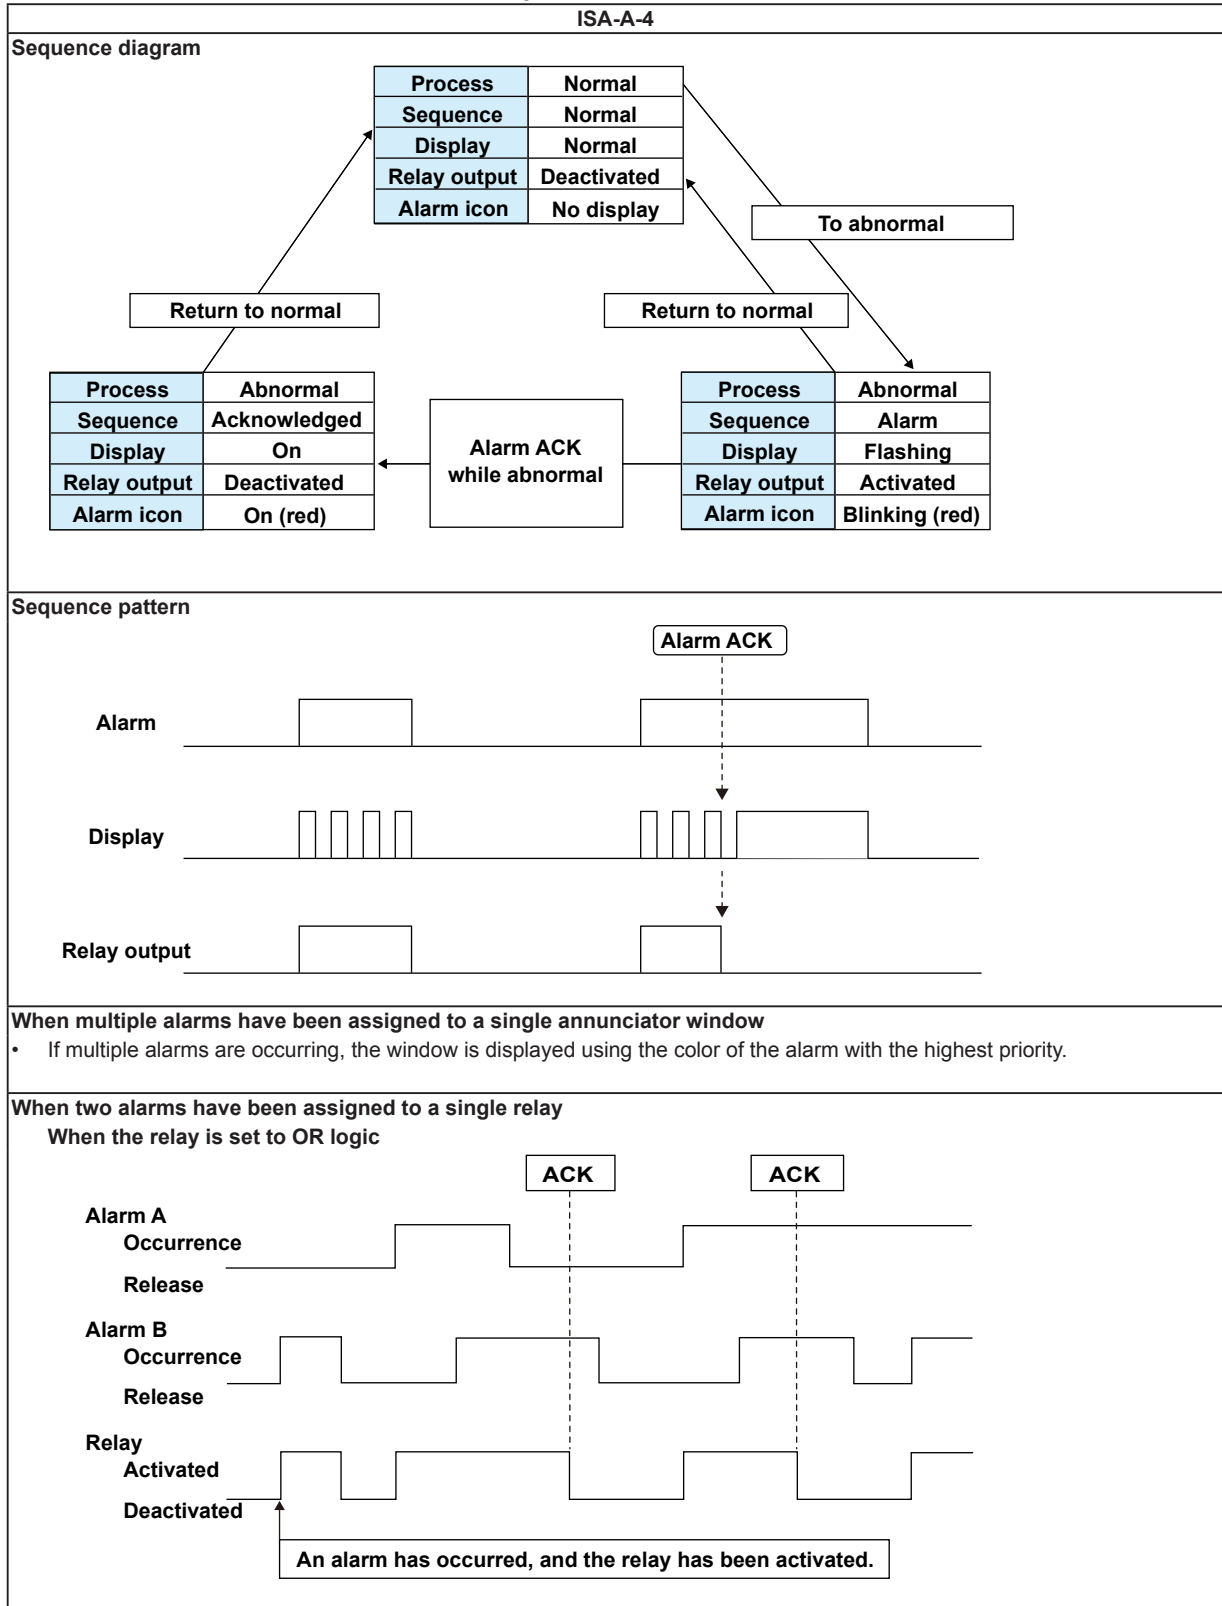 ISA-A-4
Sequence diagram
Process Normal
Sequence Normal
Display Normal
Relay output Deactivated
Alarm icon No display
To abnormal
Return to normal
Return to normal
Process Abnormal
Sequence Acknowledged
Display On
Relay output Deactivated
Alarm icon On (red)
Alarm ACK
while abnormal
Process Abnormal
Sequence Alarm
Display Flashing
Relay output Activated
Alarm icon Blinking (red)
Sequence pattern
Alarm ACK
Alarm
Display
Relay output
When multiple alarms have been assigned to a single annunciator window
• If multiple alarms are occurring, the window is displayed using the color of the alarm with the highest priority.
When two alarms have been assigned to a single relay
When the relay is set to OR logic
ACK ACK
Alarm A
Occurrence
Release
Alarm B
Occurrence
Release
Relay
Activated
Deactivated
An alarm has occurred, and the relay has been activated.